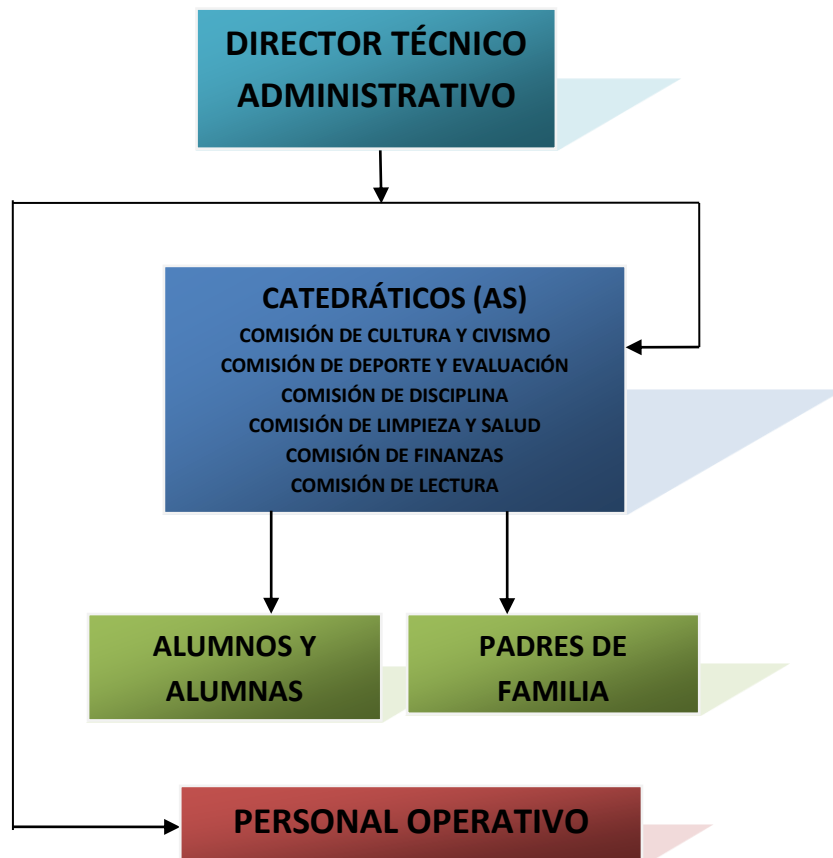 DIRECTOR TÉCNICO
ADMINISTRATIVO
CATEDRÁTICOS (AS)
COMISIÓN DE CULTURA Y CIVISMO
COMISIÓN DE DEPORTE Y EVALUACIÓN
COMISIÓN DE DISCIPLINA
COMISIÓN DE LIMPIEZA Y SALUD
COMISIÓN DE FINANZAS
COMISIÓN DE LECTURA
ALUMNOS Y
ALUMNAS
PADRES DE
FAMILIA
PERSONAL OPERATIVO